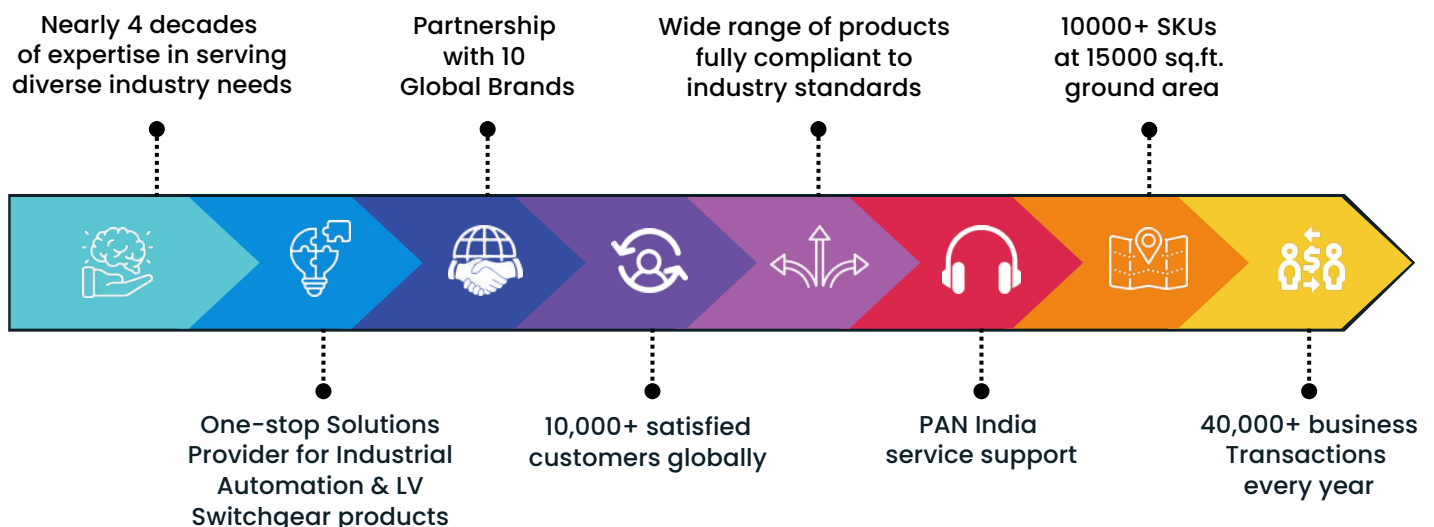 Nearly 4 decades
of expertise in serving
diverse industry needs
One-stop Solutions
Provider for Industrial
Automation & LV
Switchgear products
Partnership
with 10
Global Brands
10,000+ satisfied
customers globally
Wide range of products
fully compliant to
industry standards
PAN India
service support
10000+ SKUs
at 15000 sq.ft.
ground area
40,000+ business
Transactions
every year